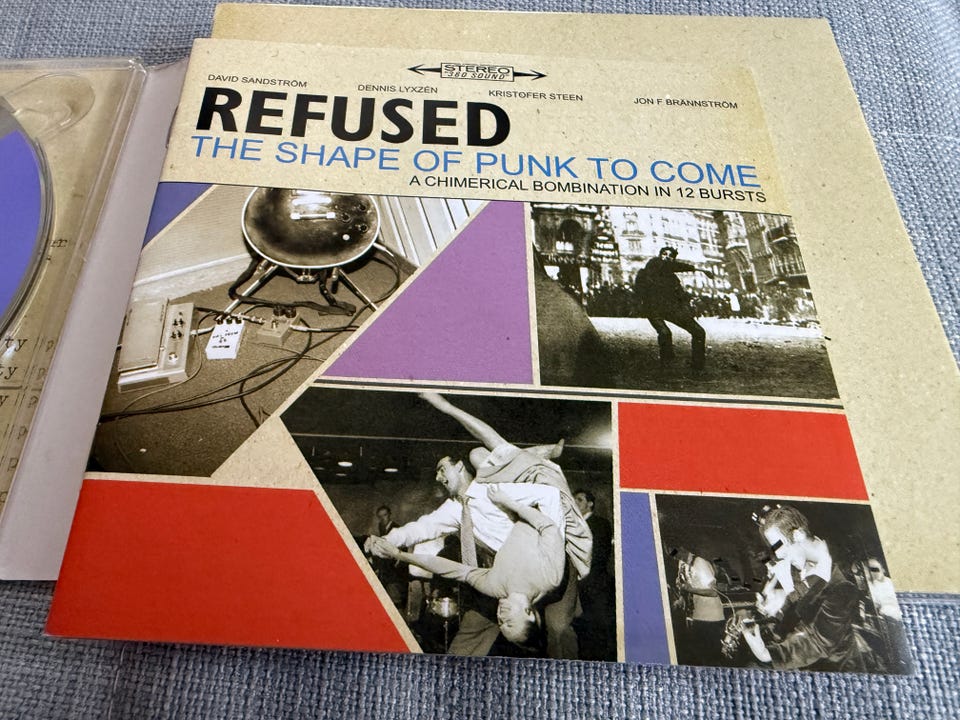 STEREO
360 SOUND
DAVID SANDSTRÖM DENNIS LYXZÉN KRISTOFER STEEN JON F BRÄNNSTRÖM
REFUSED
THE SHAPE OF PUNK TO COME
A CHIMERICAL BOMBINATION IN 12 BURSTS